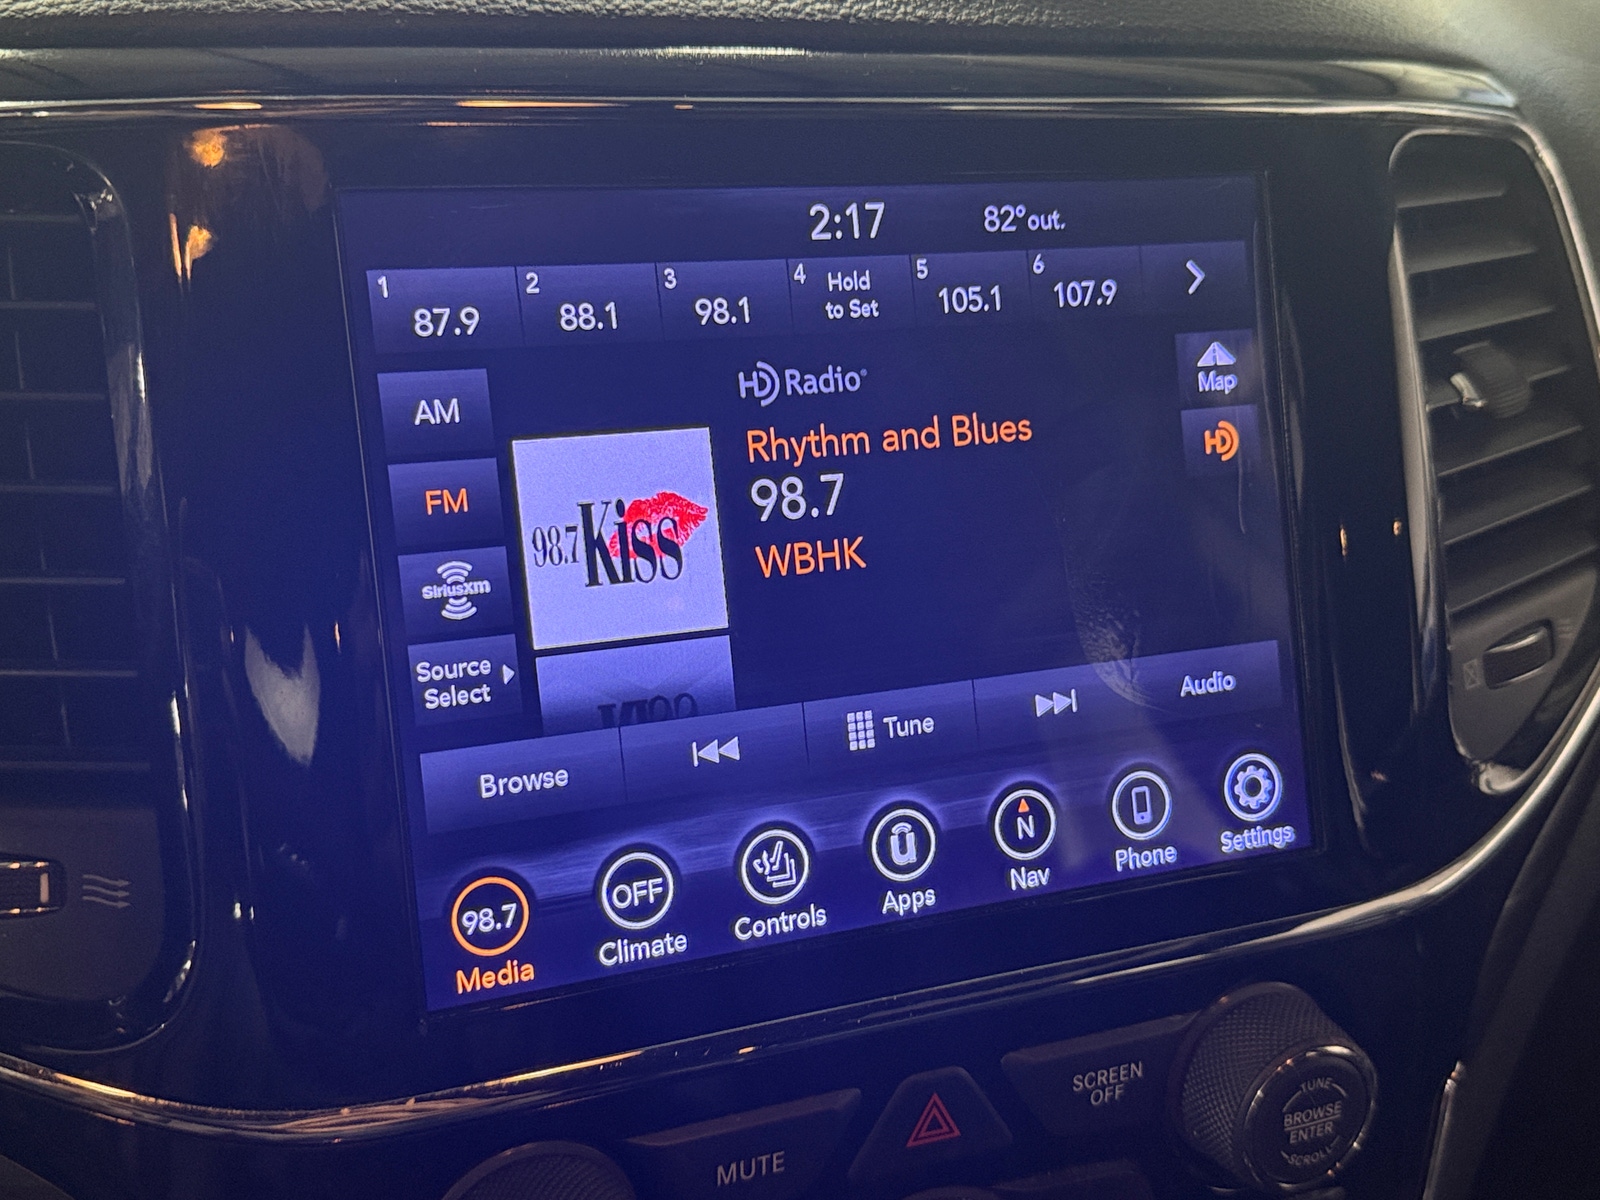 2:17 82° out.
1 87.9 2 88.1 3 98.1 4 Hold to Set 5 105.1 6 107.9
AM
FM
SiriusXM
Source
Select
HD Radio®
Rhythm and Blues
98.7
WBHK
98.7 Kiss
Map
HD
Browse
Tune
Audio
98.7
Media
OFF
Climate
Controls
u
Apps
N
Nav
Phone
Settings
MUTE
SCREEN
OFF
TUNE
BROWSE
ENTER
SCROLL